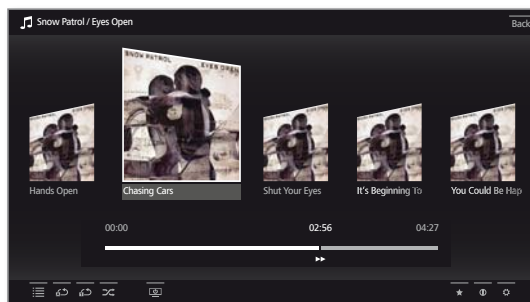 Snow Patrol / Eyes Open
Back
SNOW PATROL EYES OPEN
Hands Open
Chasing Cars
Shut Your Eyes
It's Beginning To
You Could Be Hap
00:00
02:56
04:27